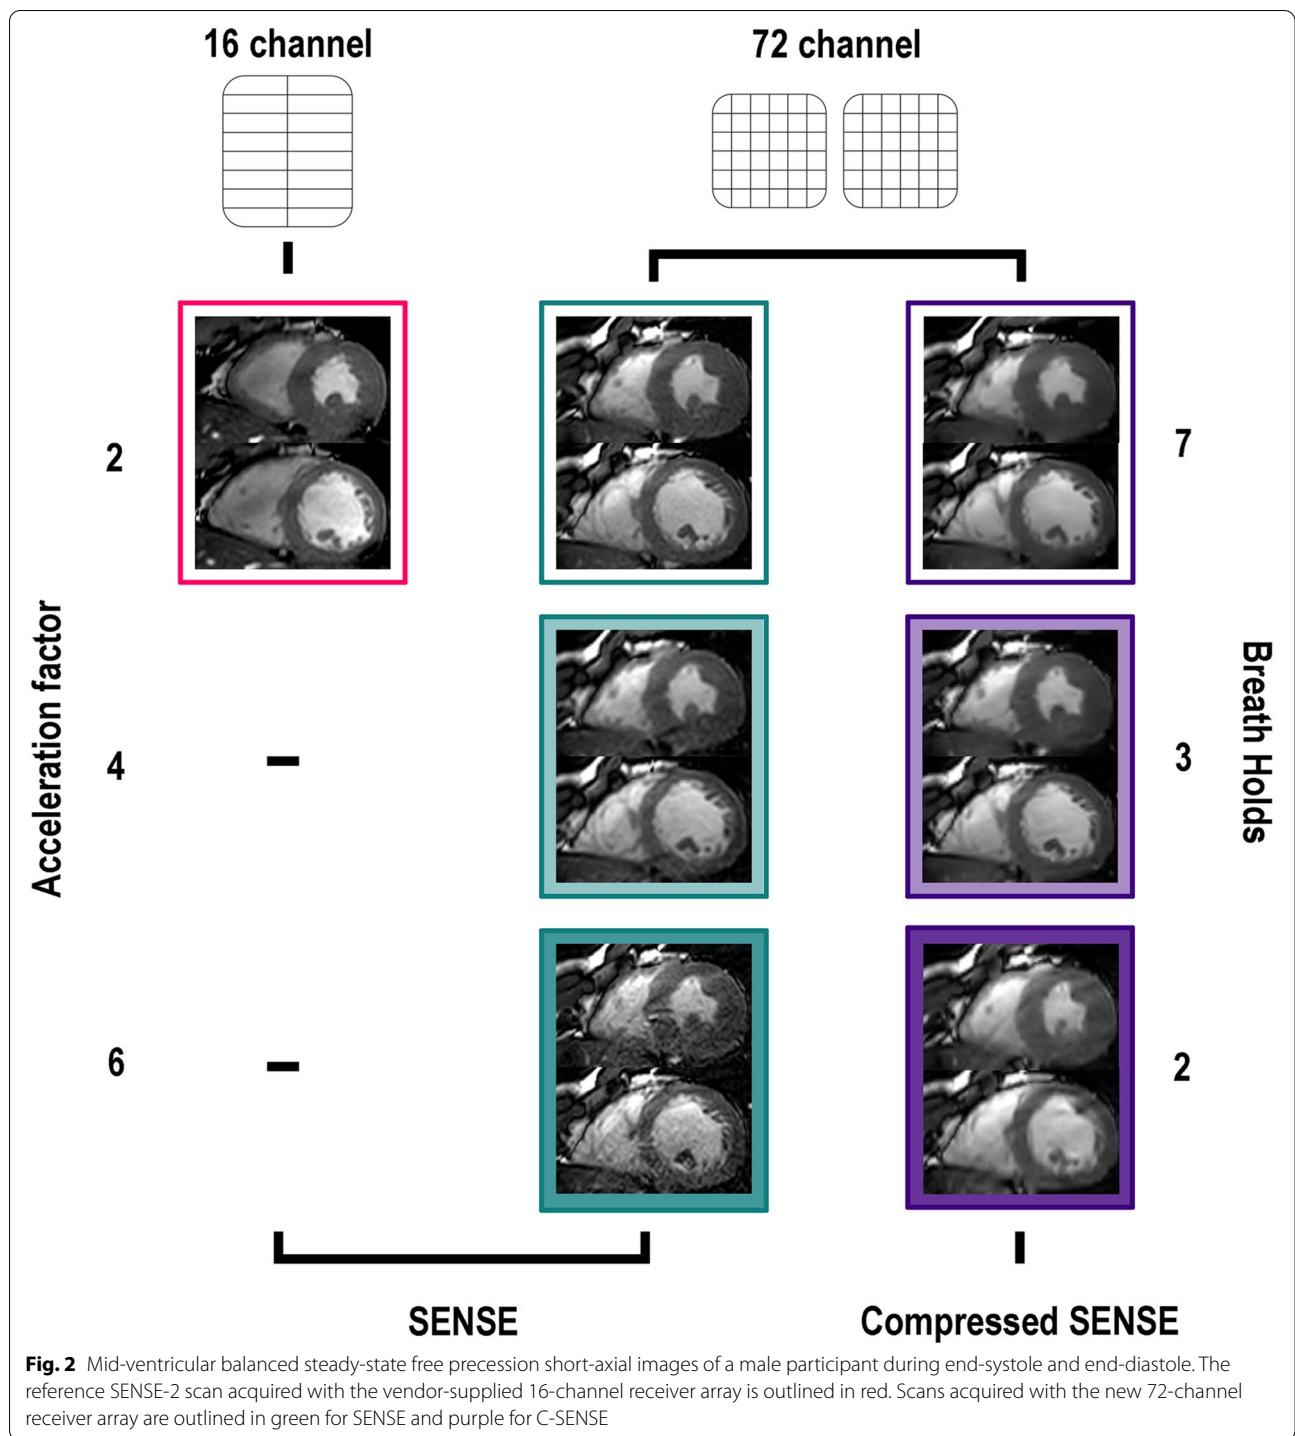 16 channel
72 channel
2
7
Acceleration factor
4
3
Breath Holds
6
2
SENSE
Compressed SENSE
Fig. 2 Mid-ventricular balanced steady-state free precession short-axial images of a male participant during end-systole and end-diastole. The
reference SENSE-2 scan acquired with the vendor-supplied 16-channel receiver array is outlined in red. Scans acquired with the new 72-channel
receiver array are outlined in green for SENSE and purple for C-SENSE